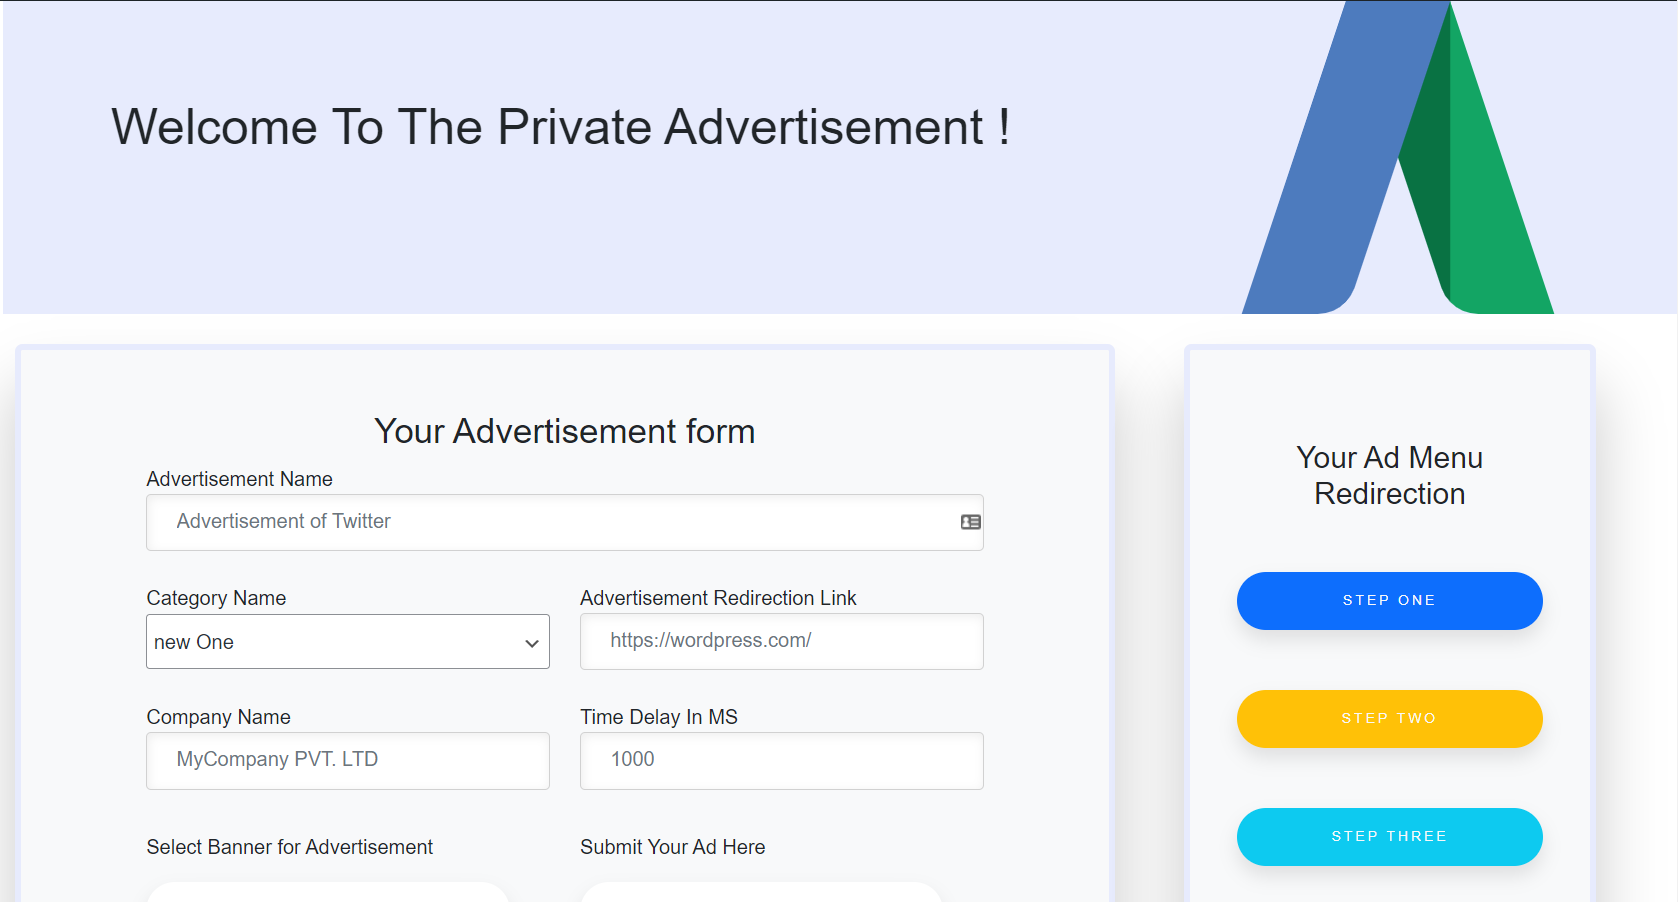 Welcome To The Private Advertisement !
Your Advertisement form
Advertisement Name
Advertisement of Twitter
Category Name
Advertisement Redirection Link
new One
https://wordpress.com/
Company Name
Time Delay In MS
MyCompany PVT. LTD
1000
Select Banner for Advertisement
Submit Your Ad Here
Your Ad Menu
Redirection
STEP ONE
STEP TWO
STEP THREE